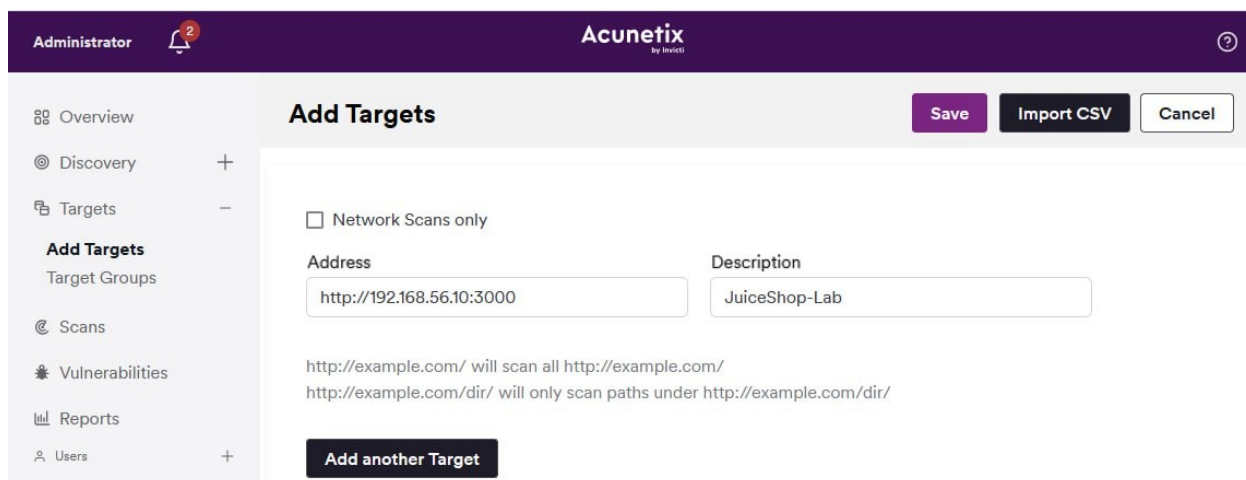 Administrator 2 Acunetix by Invicti ?
Overview
Discovery +
Targets −
Add Targets
Target Groups
Scans
Vulnerabilities
Reports
Users +
Add Targets Save Import CSV Cancel
Network Scans only
Address Description
http://192.168.56.10:3000 JuiceShop-Lab
http://example.com/ will scan all http://example.com/
http://example.com/dir/ will only scan paths under http://example.com/dir/
Add another Target